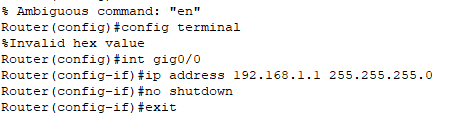 % Ambiguous command: "en"
Router(config)#config terminal
%Invalid hex value
Router(config)#int gig0/0
Router(config-if)#ip address 192.168.1.1 255.255.255.0
Router(config-if)#no shutdown
Router(config-if)#exit